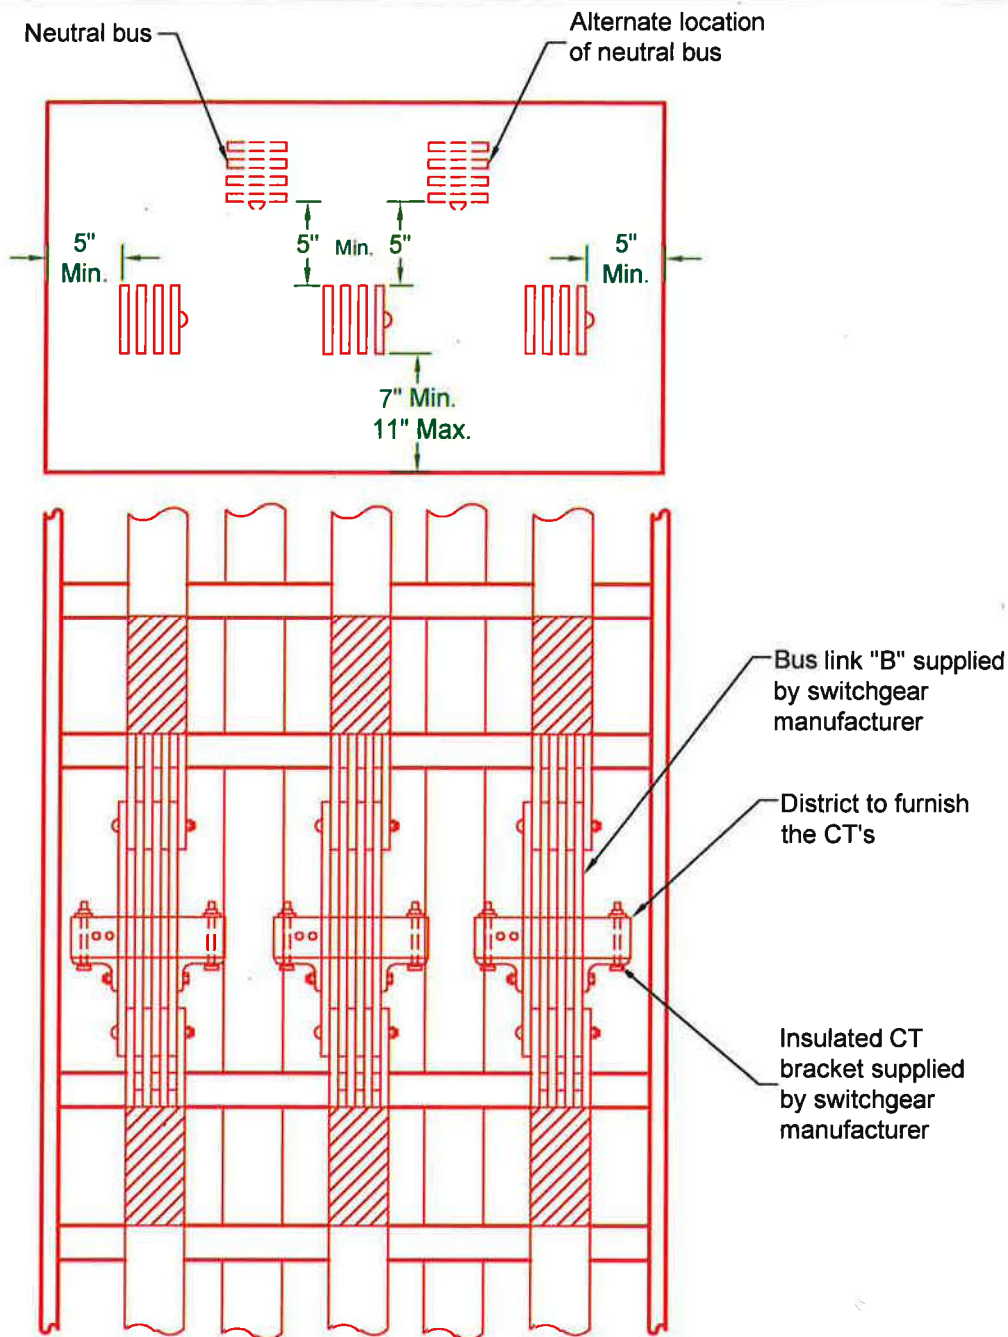 Neutral bus
Alternate location
of neutral bus
5"
Min.
5"
Min.
5"
5"
Min.
7" Min.
11" Max.
Bus link "B" supplied
by switchgear
manufacturer
District to furnish
the CT's
Insulated CT
bracket supplied
by switchgear
manufacturer